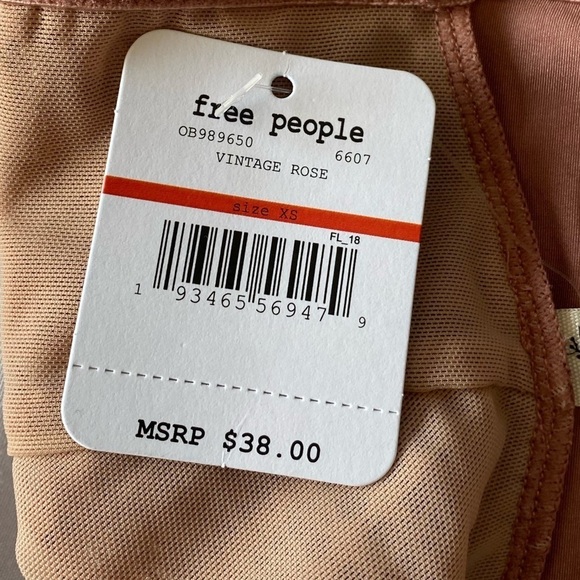 free people
OB989650 6607
VINTAGE ROSE
size XS
FL_18
1 93465 56947 9
MSRP $38.00